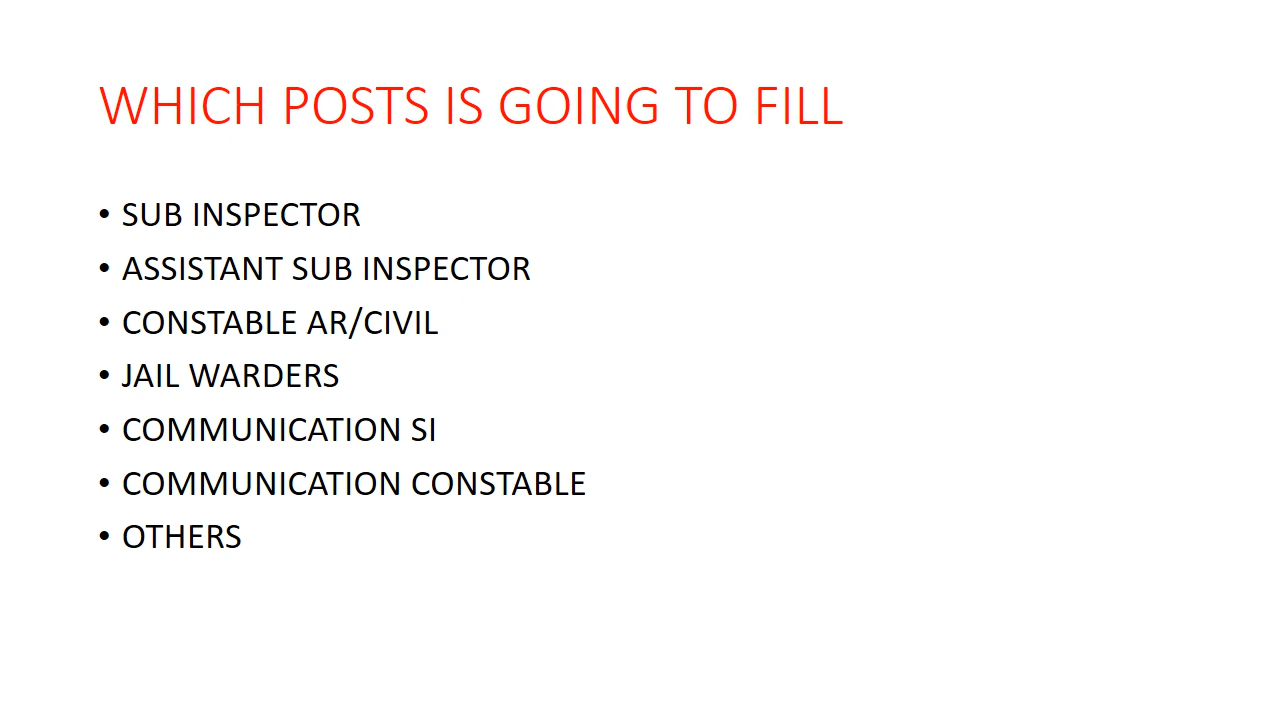 WHICH POSTS IS GOING TO FILL
• SUB INSPECTOR
• ASSISTANT SUB INSPECTOR
• CONSTABLE AR/CIVIL
• JAIL WARDERS
• COMMUNICATION SI
• COMMUNICATION CONSTABLE
• OTHERS